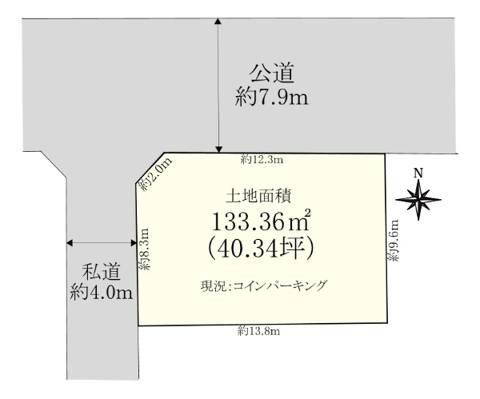 公道
約7.9m
約12.3m
約2.0m
N
土地面積
133.36㎡
(40.34坪)
約8.3m
約9.6m
私道
約4.0m
現況：コインパーキング
約13.8m